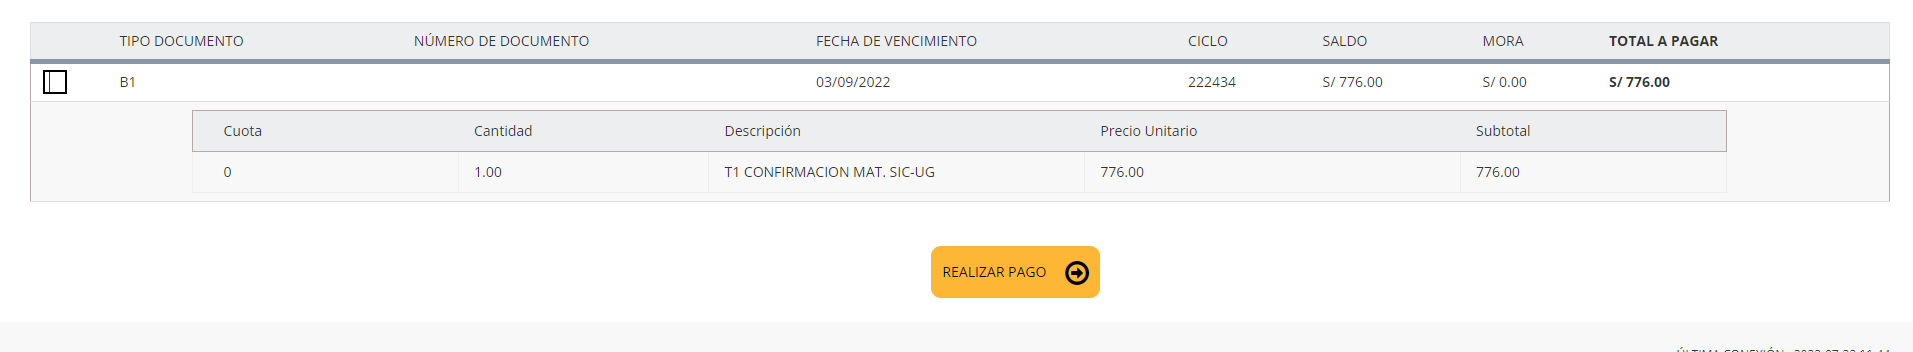 TIPO DOCUMENTO NÚMERO DE DOCUMENTO FECHA DE VENCIMIENTO CICLO SALDO MORA TOTAL A PAGAR
B1 03/09/2022 222434 S/ 776.00 S/ 0.00 S/ 776.00
Cuota Cantidad Descripción Precio Unitario Subtotal
0 1.00 T1 CONFIRMACION MAT. SIC-UG 776.00 776.00
REALIZAR PAGO
ÚLTIMA CONEXIÓN